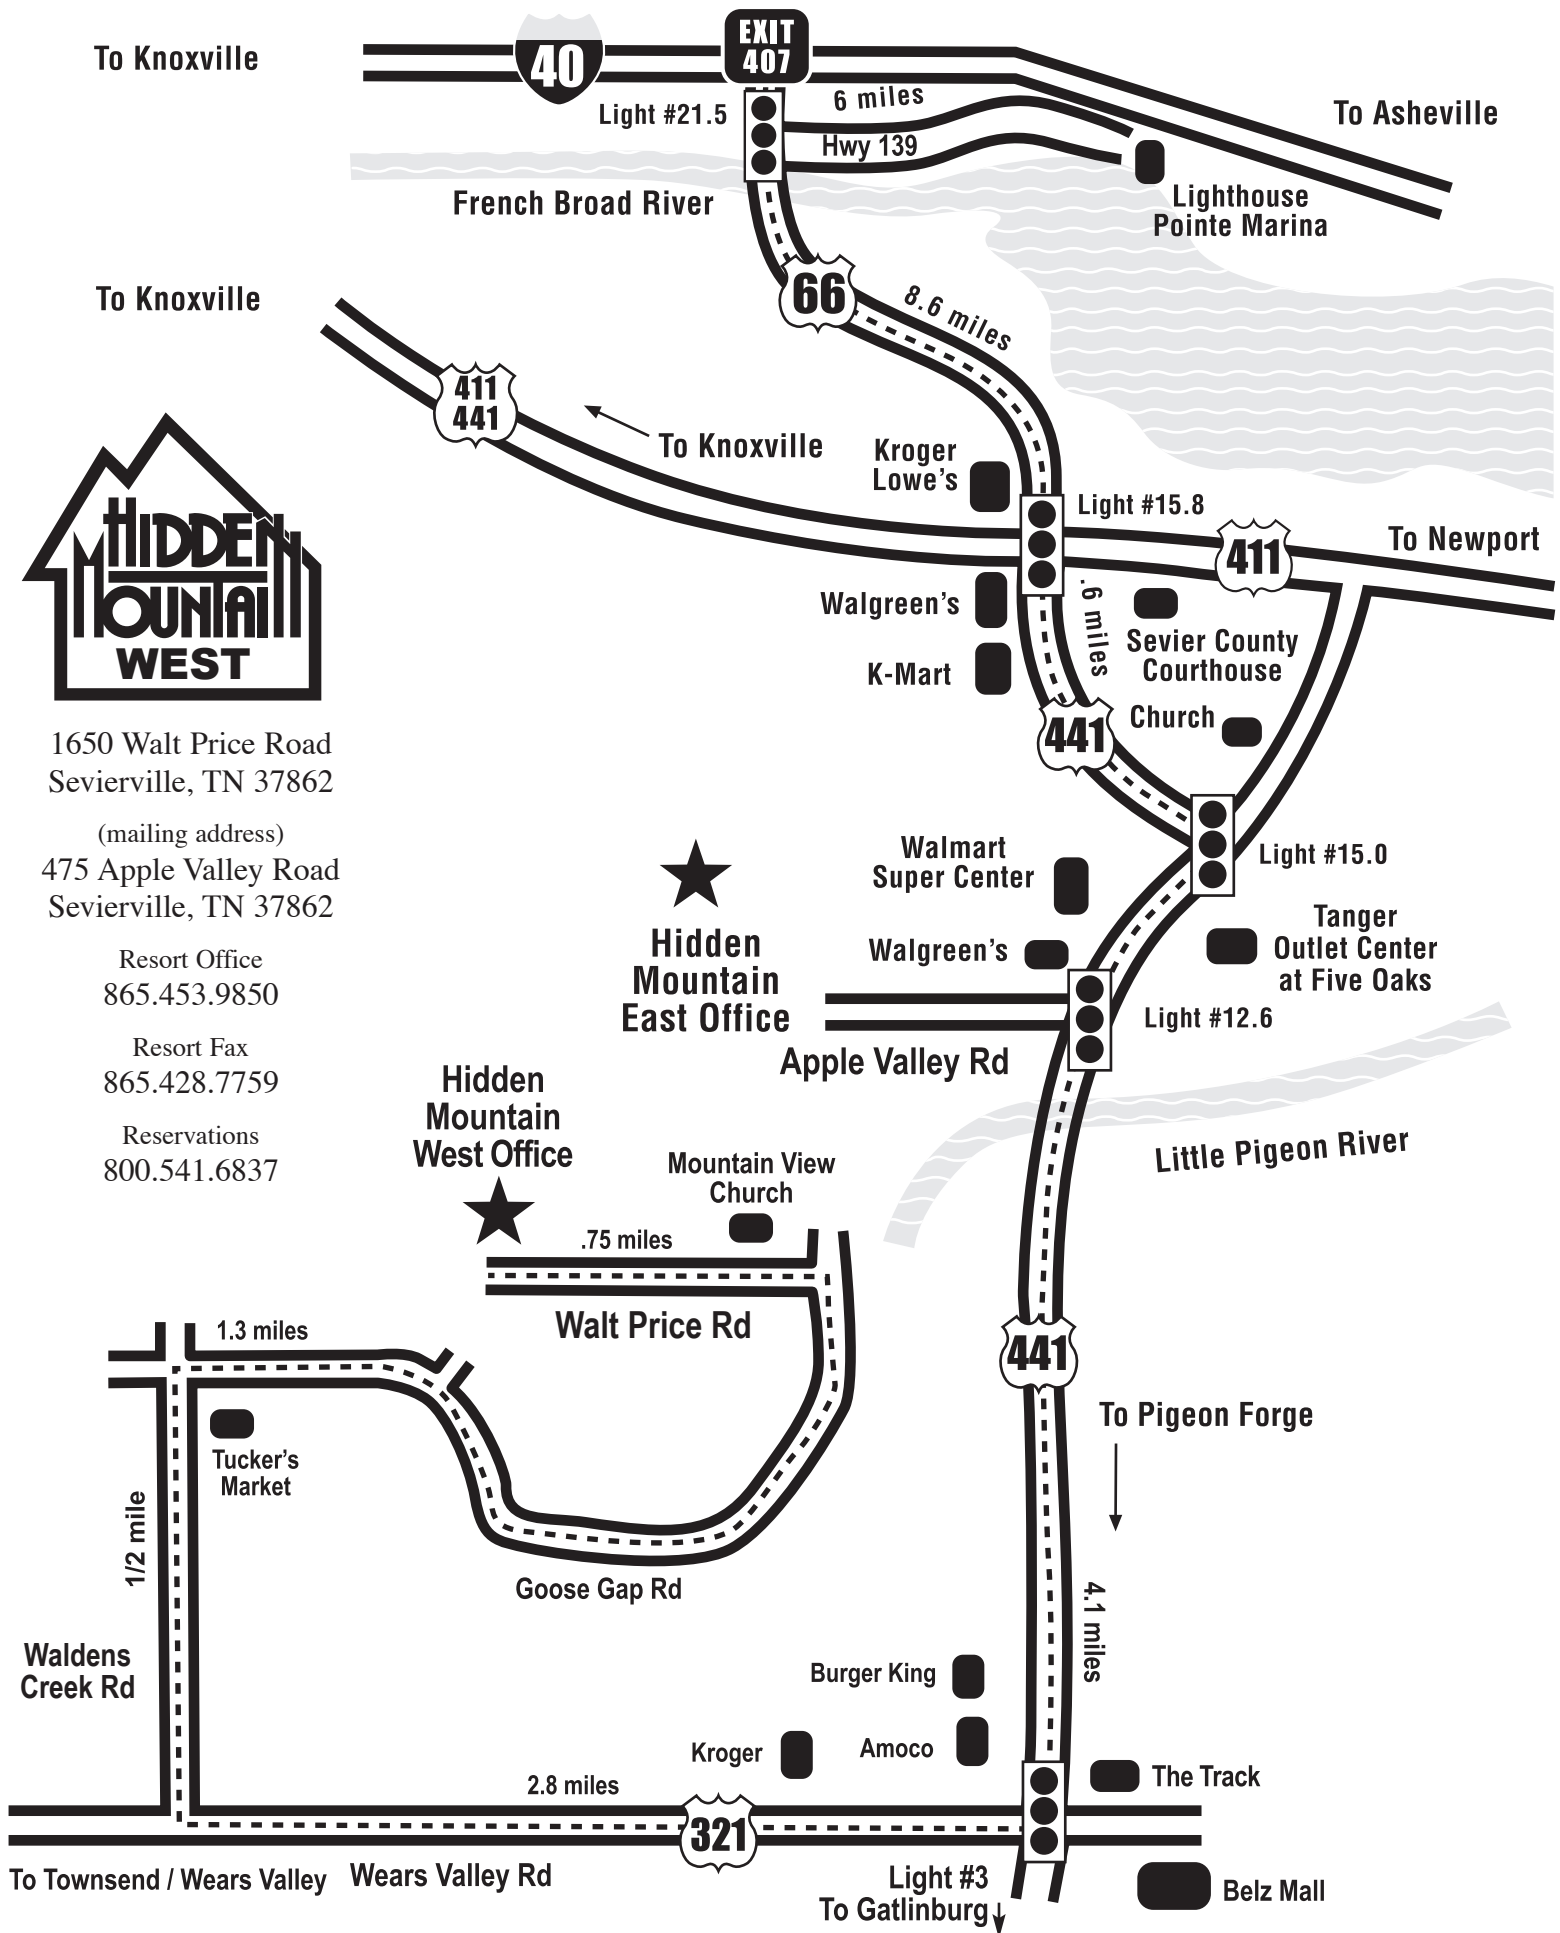 To Knoxville
40
EXIT
407
Light #21.5
6 miles
Hwy 139
To Asheville
Lighthouse
Pointe Marina
French Broad River
To Knoxville
66
8.6 miles
411
441
To Knoxville
Kroger
Lowe's
Light #15.8
411
To Newport
Walgreen's
.6 miles
Sevier County
Courthouse
K-Mart
441
Church
HIDDEN
MOUNTAIN
WEST
1650 Walt Price Road
Sevierville, TN 37862
(mailing address)
475 Apple Valley Road
Sevierville, TN 37862
Resort Office
865.453.9850
Resort Fax
865.428.7759
Reservations
800.541.6837
Light #15.0
Walmart
Super Center
Tanger
Outlet Center
at Five Oaks
Walgreen's
Hidden
Mountain
East Office
Light #12.6
Apple Valley Rd
Hidden
Mountain
West Office
Little Pigeon River
Mountain View
Church
.75 miles
Walt Price Rd
1.3 miles
441
To Pigeon Forge
Tucker's
Market
1/2 mile
Goose Gap Rd
4.1 miles
Waldens
Creek Rd
Burger King
Kroger
Amoco
The Track
2.8 miles
321
To Townsend / Wears Valley
Wears Valley Rd
Light #3
To Gatlinburg
Belz Mall